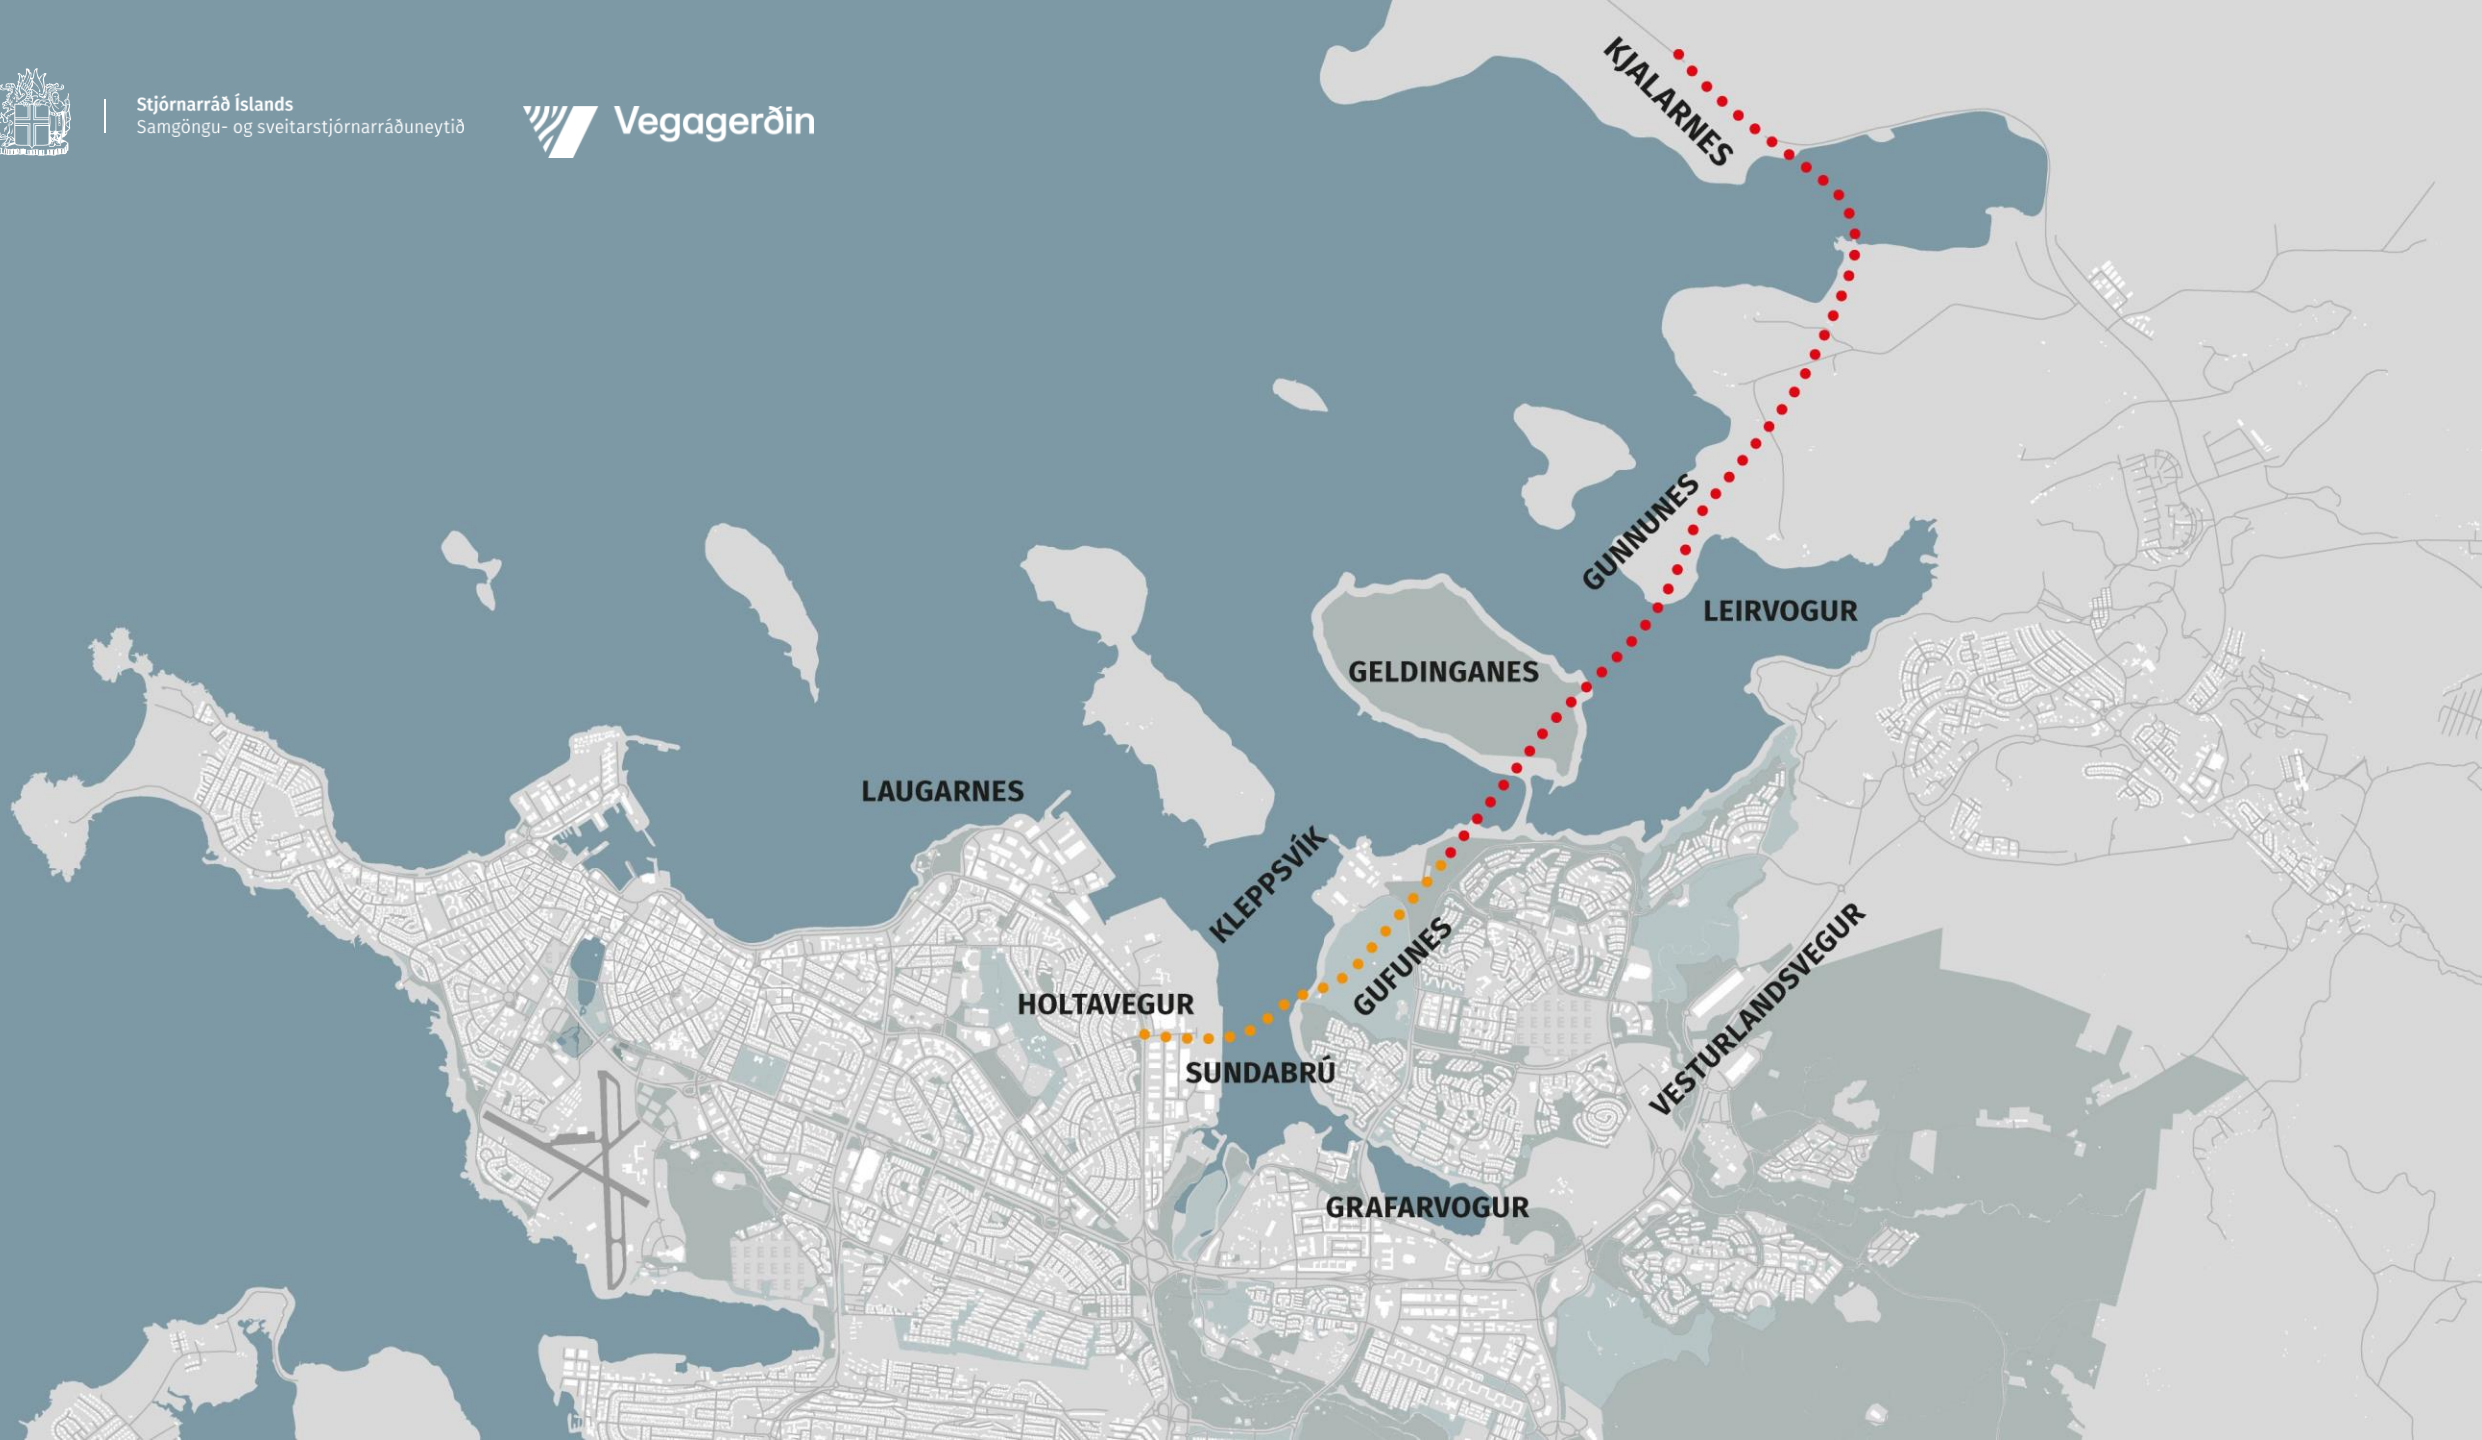 Stjórnarráð Íslands
Samgöngu- og sveitarstjórnarráðuneytið
Vegagerðin
KJALARNES
GUNNUNES
LEIRVOGUR
GELDINGANES
LAUGARNES
KLEPPSVÍK
HOLTAVEGUR
GUFUNES
SUNDABRÚ
VESTURLANDSVEGUR
GRAFARVOGUR